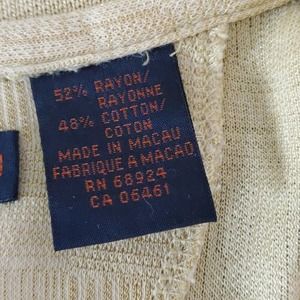 52% RAYON/
RAYONNE
48% COTTON/
COTON
MADE IN MACAU
FABRIQUE A MACAO
RN 68924
CA 06461